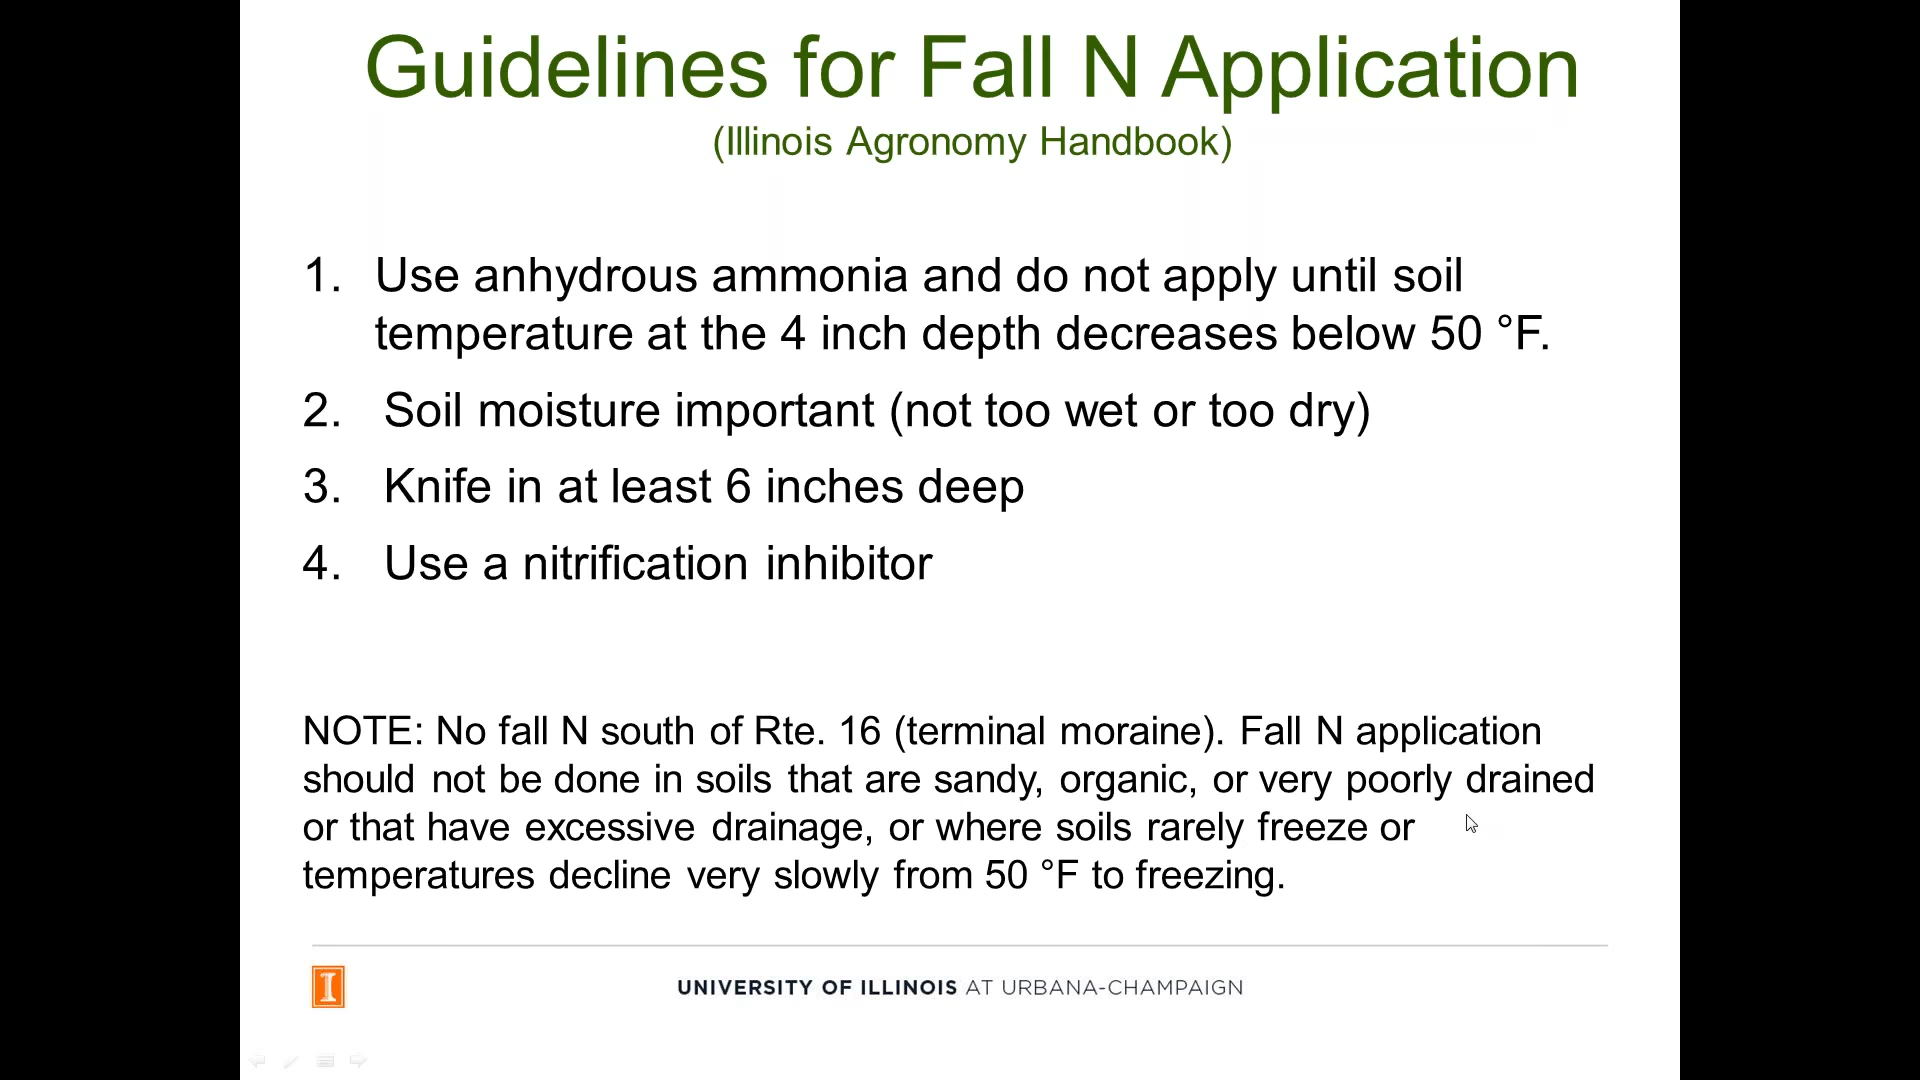 Guidelines for Fall N Application
(Illinois Agronomy Handbook)
1. Use anhydrous ammonia and do not apply until soil
temperature at the 4 inch depth decreases below 50 °F.
2. Soil moisture important (not too wet or too dry)
3. Knife in at least 6 inches deep
4. Use a nitrification inhibitor
NOTE: No fall N south of Rte. 16 (terminal moraine). Fall N application
should not be done in soils that are sandy, organic, or very poorly drained
or that have excessive drainage, or where soils rarely freeze or
temperatures decline very slowly from 50 °F to freezing.
I
UNIVERSITY OF ILLINOIS AT URBANA-CHAMPAIGN